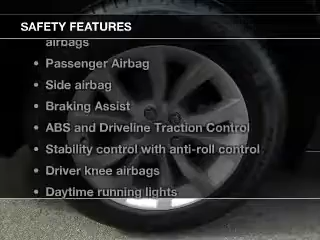 SAFETY FEATURES
airbags
• Passenger Airbag
• Side airbag
• Braking Assist
• ABS and Driveline Traction Control
• Stability control with anti-roll control
• Driver knee airbags
• Daytime running lights